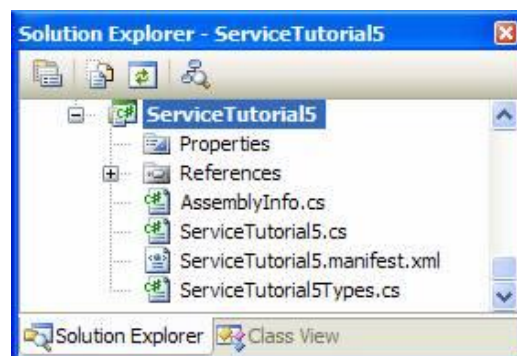 Solution Explorer - ServiceTutorial5
ServiceTutorial5
Properties
References
AssemblyInfo.cs
ServiceTutorial5.cs
ServiceTutorial5.manifest.xml
ServiceTutorial5Types.cs
Solution Explorer Class View